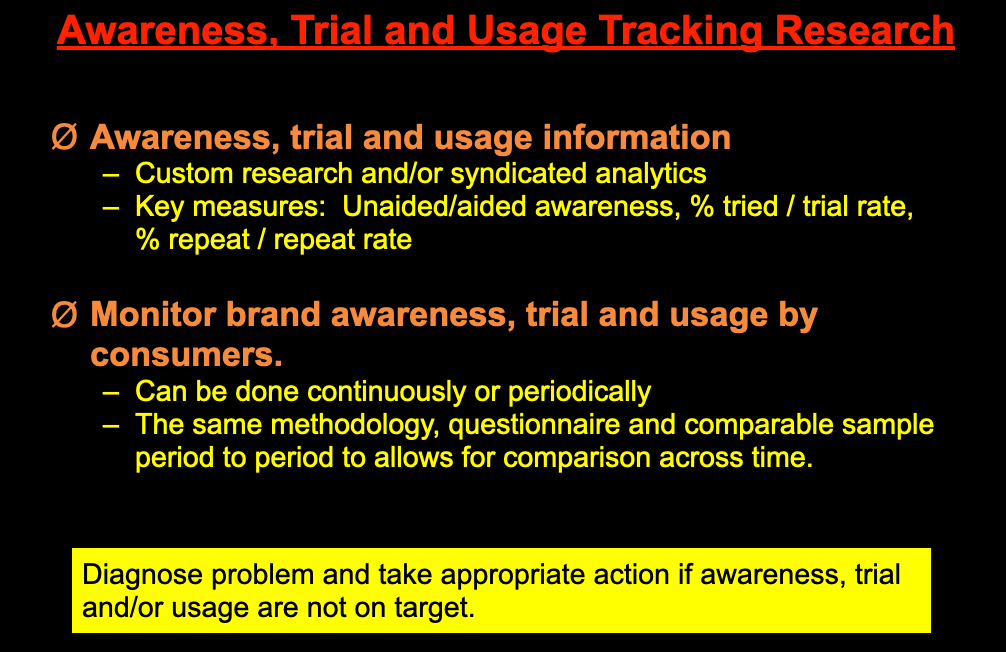 Awareness, Trial and Usage Tracking Research
Ø Awareness, trial and usage information
– Custom research and/or syndicated analytics
– Key measures:  Unaided/aided awareness, % tried / trial rate,
% repeat / repeat rate
Ø Monitor brand awareness, trial and usage by
consumers.
– Can be done continuously or periodically
– The same methodology, questionnaire and comparable sample
period to period to allows for comparison across time.
Diagnose problem and take appropriate action if awareness, trial
and/or usage are not on target.